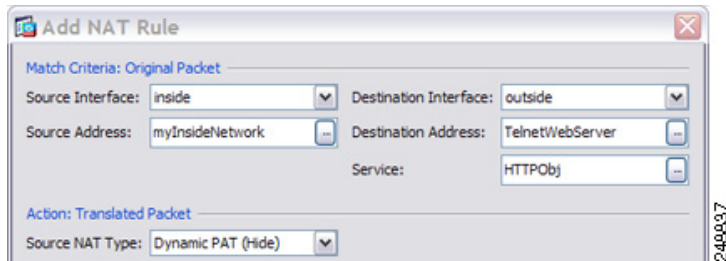 Add NAT Rule
Match Criteria: Original Packet
Source Interface: inside Destination Interface: outside
Source Address: myInsideNetwork ... Destination Address: TelnetWebServer ...
Service: HTTPObj ...
Action: Translated Packet
Source NAT Type: Dynamic PAT (Hide)
248837